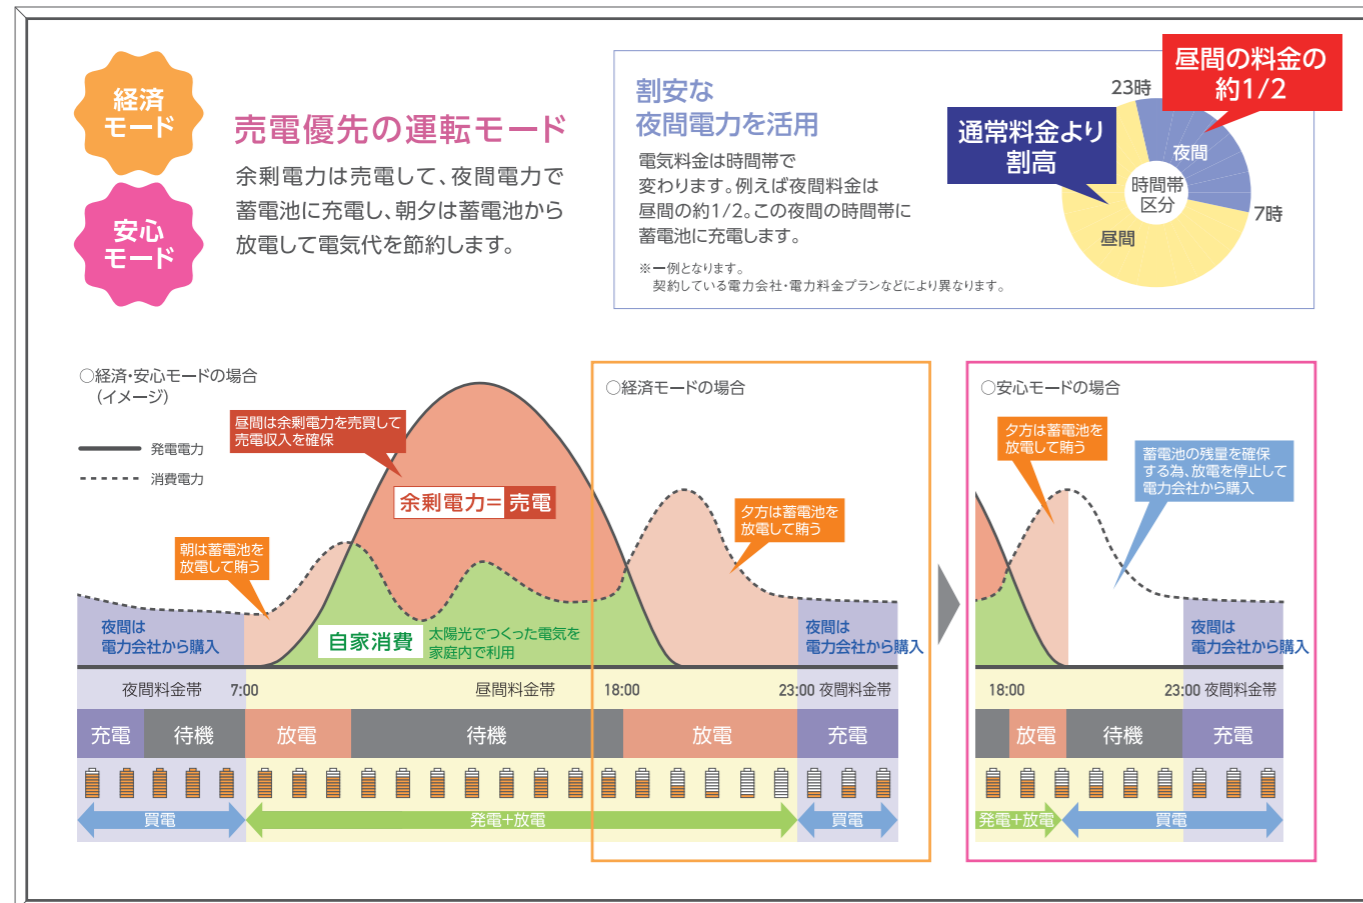 経済
モード
安心
モード
売電優先の運転モード
余剰電力は売電して、夜間電力で
蓄電池に充電し、朝夕は蓄電池から
放電して電気代を節約します。
割安な
夜間電力を活用
電気料金は時間帯で
変わります。例えば夜間料金は
昼間の約1/2。この夜間の時間帯に
蓄電池に充電します。
※一例となります。
契約している電力会社・電力料金プランなどにより異なります。
昼間の料金の
約1/2
通常料金より
割高
23時
夜間
時間帯
区分
7時
昼間
○経済・安心モードの場合
(イメージ)
発電電力
消費電力
昼間は余剰電力を売買して
売電収入を確保
余剰電力=売電
朝は蓄電池を
放電して賄う
夜間は
電力会社から購入
自家消費
太陽光でつくった電気を
家庭内で利用
○経済モードの場合
夕方は蓄電池を
放電して賄う
夜間は
電力会社から購入
夜間料金帯 7:00 昼間料金帯 18:00 23:00 夜間料金帯
充電 待機 放電 待機 放電 充電
買電 発電+放電 買電
○安心モードの場合
夕方は蓄電池を
放電して賄う
蓄電池の残量を確保
する為、放電を停止して
電力会社から購入
夜間は
電力会社から購入
18:00 23:00 夜間料金帯
放電 待機 充電
発電+放電 買電